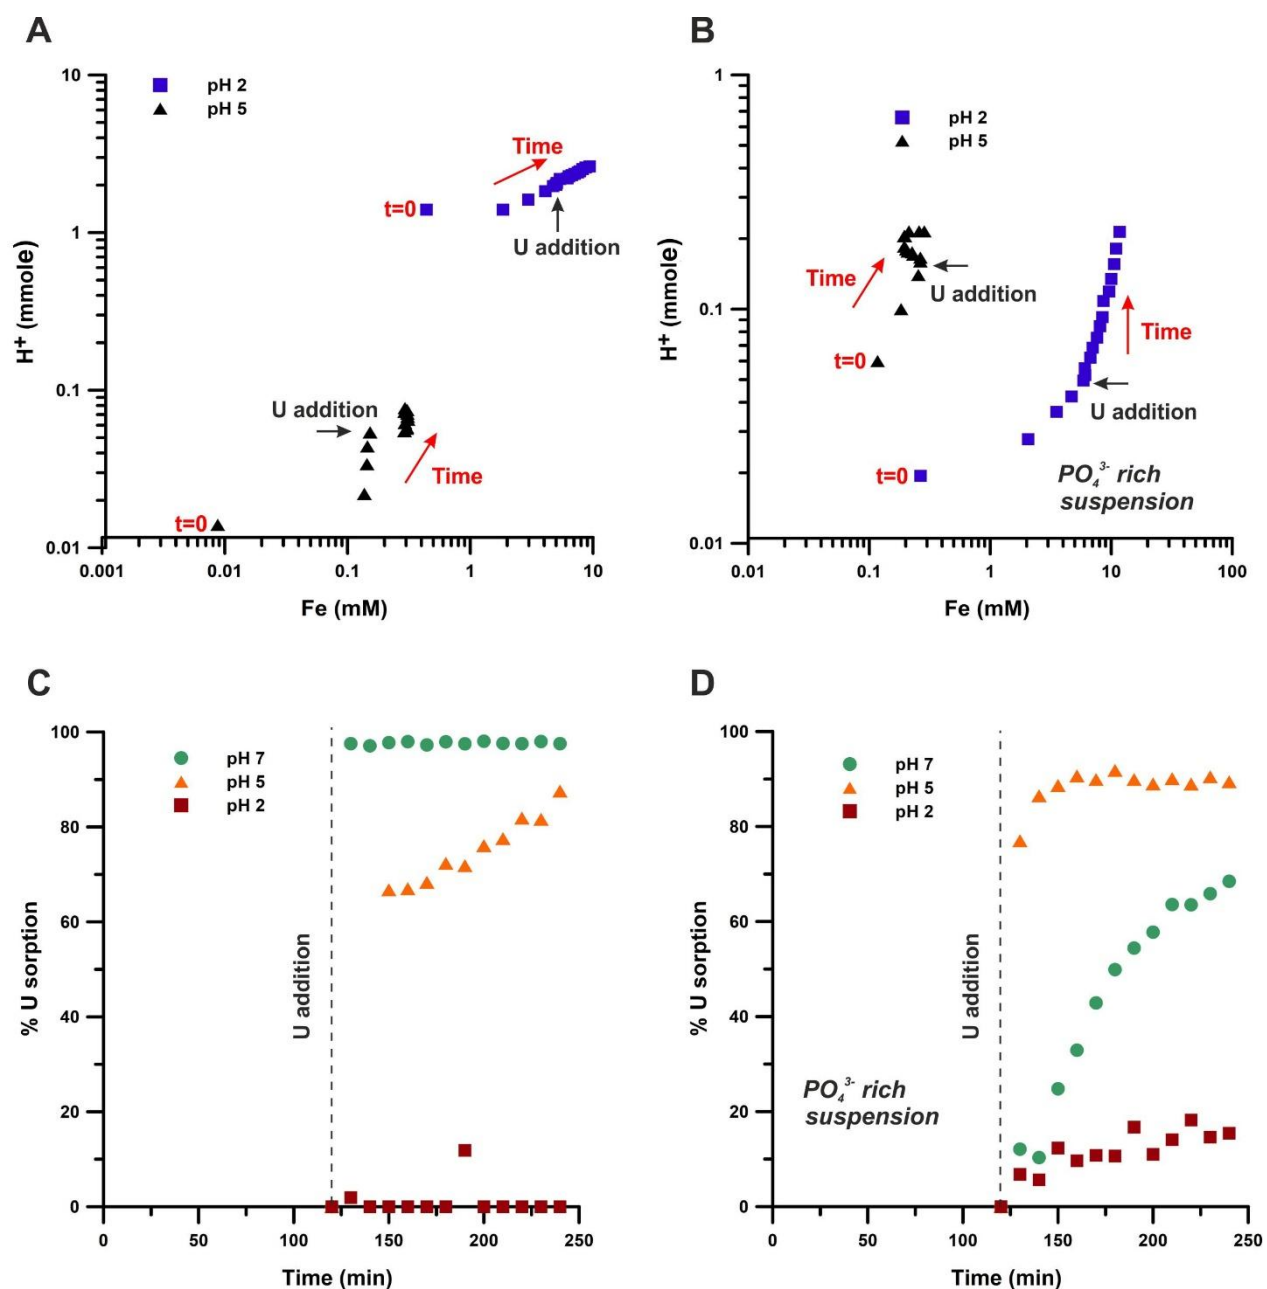 A
pH 2
pH 5
10
1
0.1
0.01
H+ (mmole)
t=0
Time
U addition
U addition
Time
t=0
0.001
0.01
0.1
1
10
Fe (mM)
B
pH 2
pH 5
1
0.1
0.01
H+ (mmole)
Time
U addition
t=0
Time
U addition
t=0
PO₄³⁻ rich
suspension
0.01
0.1
1
10
100
Fe (mM)
C
pH 7
pH 5
pH 2
100
80
60
40
20
0
% U sorption
U addition
0
50
100
150
200
250
Time (min)
D
pH 7
pH 5
pH 2
100
80
60
40
20
0
% U sorption
U addition
PO₄³⁻ rich
suspension
0
50
100
150
200
250
Time (min)